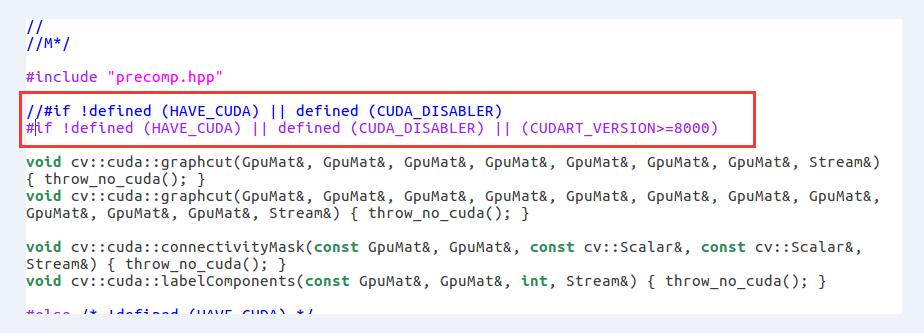 //
//M*/
#include "precomp.hpp"
//#if !defined (HAVE_CUDA) || defined (CUDA_DISABLER)
#if !defined (HAVE_CUDA) || defined (CUDA_DISABLER) || (CUDART_VERSION>=8000)
void cv::cuda::graphcut(GpuMat&, GpuMat&, GpuMat&, GpuMat&, GpuMat&, GpuMat&, GpuMat&, Stream&)
{ throw_no_cuda(); }
void cv::cuda::graphcut(GpuMat&, GpuMat&, GpuMat&, GpuMat&, GpuMat&, GpuMat&, GpuMat&, GpuMat&,
GpuMat&, GpuMat&, GpuMat&, Stream&) { throw_no_cuda(); }
void cv::cuda::connectivityMask(const GpuMat&, GpuMat&, const cv::Scalar&, const cv::Scalar&,
Stream&) { throw_no_cuda(); }
void cv::cuda::labelComponents(const GpuMat&, GpuMat&, int, Stream&) { throw_no_cuda(); }
#else /* !defined (HAVE_CUDA) */